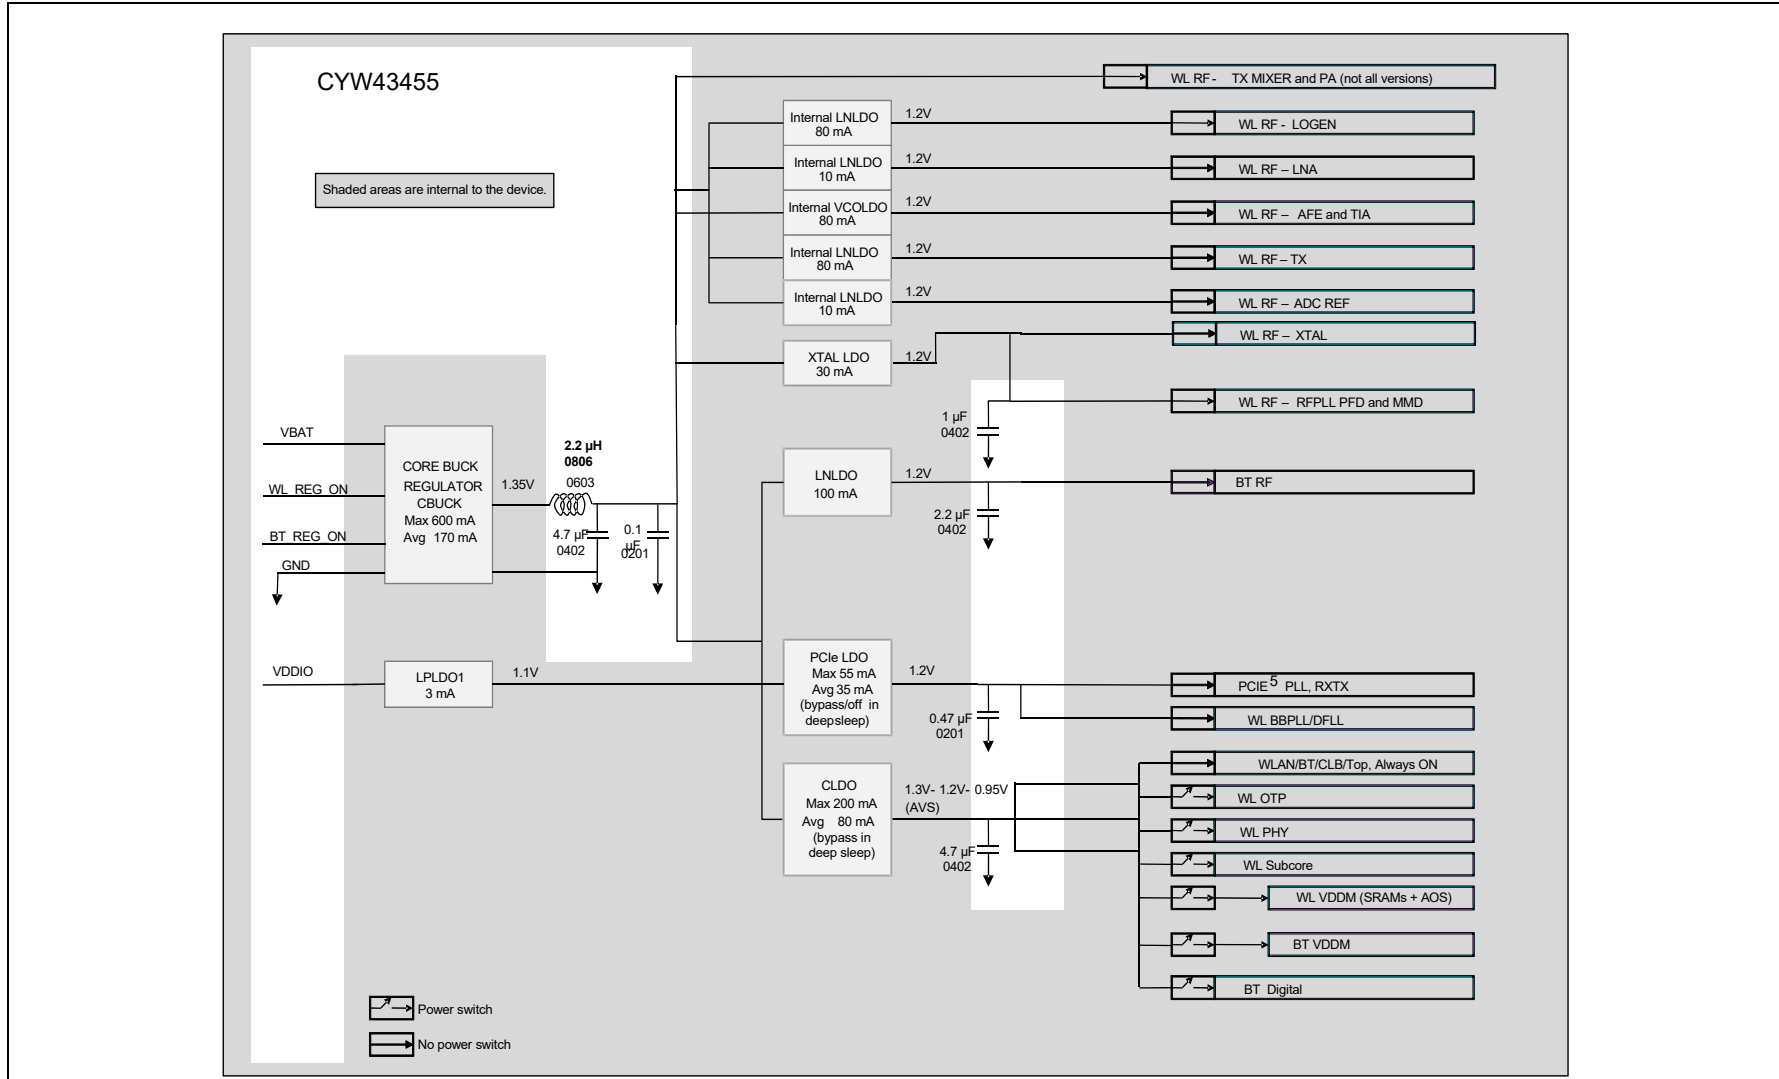 CYW43455
Shaded areas are internal to the device.
WL RF - TX MIXER and PA (not all versions)
Internal LNLDO
80 mA
1.2V
WL RF - LOGEN
Internal LNLDO
10 mA
1.2V
WL RF – LNA
Internal VCOLDO
80 mA
1.2V
WL RF – AFE and TIA
Internal LNLDO
80 mA
1.2V
WL RF – TX
Internal LNLDO
10 mA
1.2V
WL RF – ADC REF
WL RF – XTAL
XTAL LDO
30 mA
1.2V
WL RF – RFPLL PFD and MMD
1 µF
0402
VBAT
WL_REG_ON
BT_REG_ON
GND
CORE BUCK
REGULATOR
CBUCK
Max 600 mA
Avg 170 mA
1.35V
2.2 µH
0806
0603
4.7 µF
0402
0.1
µF
0201
LNLDO
100 mA
1.2V
2.2 µF
0402
BT RF
VDDIO
LPLDO1
3 mA
1.1V
PCIe LDO
Max 55 mA
Avg 35 mA
(bypass/off in
deepsleep)
1.2V
0.47 µF
0201
PCIE 5 PLL, RXTX
WL BBPLL/DFLL
CLDO
Max 200 mA
Avg 80 mA
(bypass in
deep sleep)
1.3V- 1.2V- 0.95V
(AVS)
4.7 µF
0402
WLAN/BT/CLB/Top, Always ON
WL OTP
WL PHY
WL Subcore
WL VDDM (SRAMs + AOS)
BT VDDM
BT Digital
Power switch
No power switch